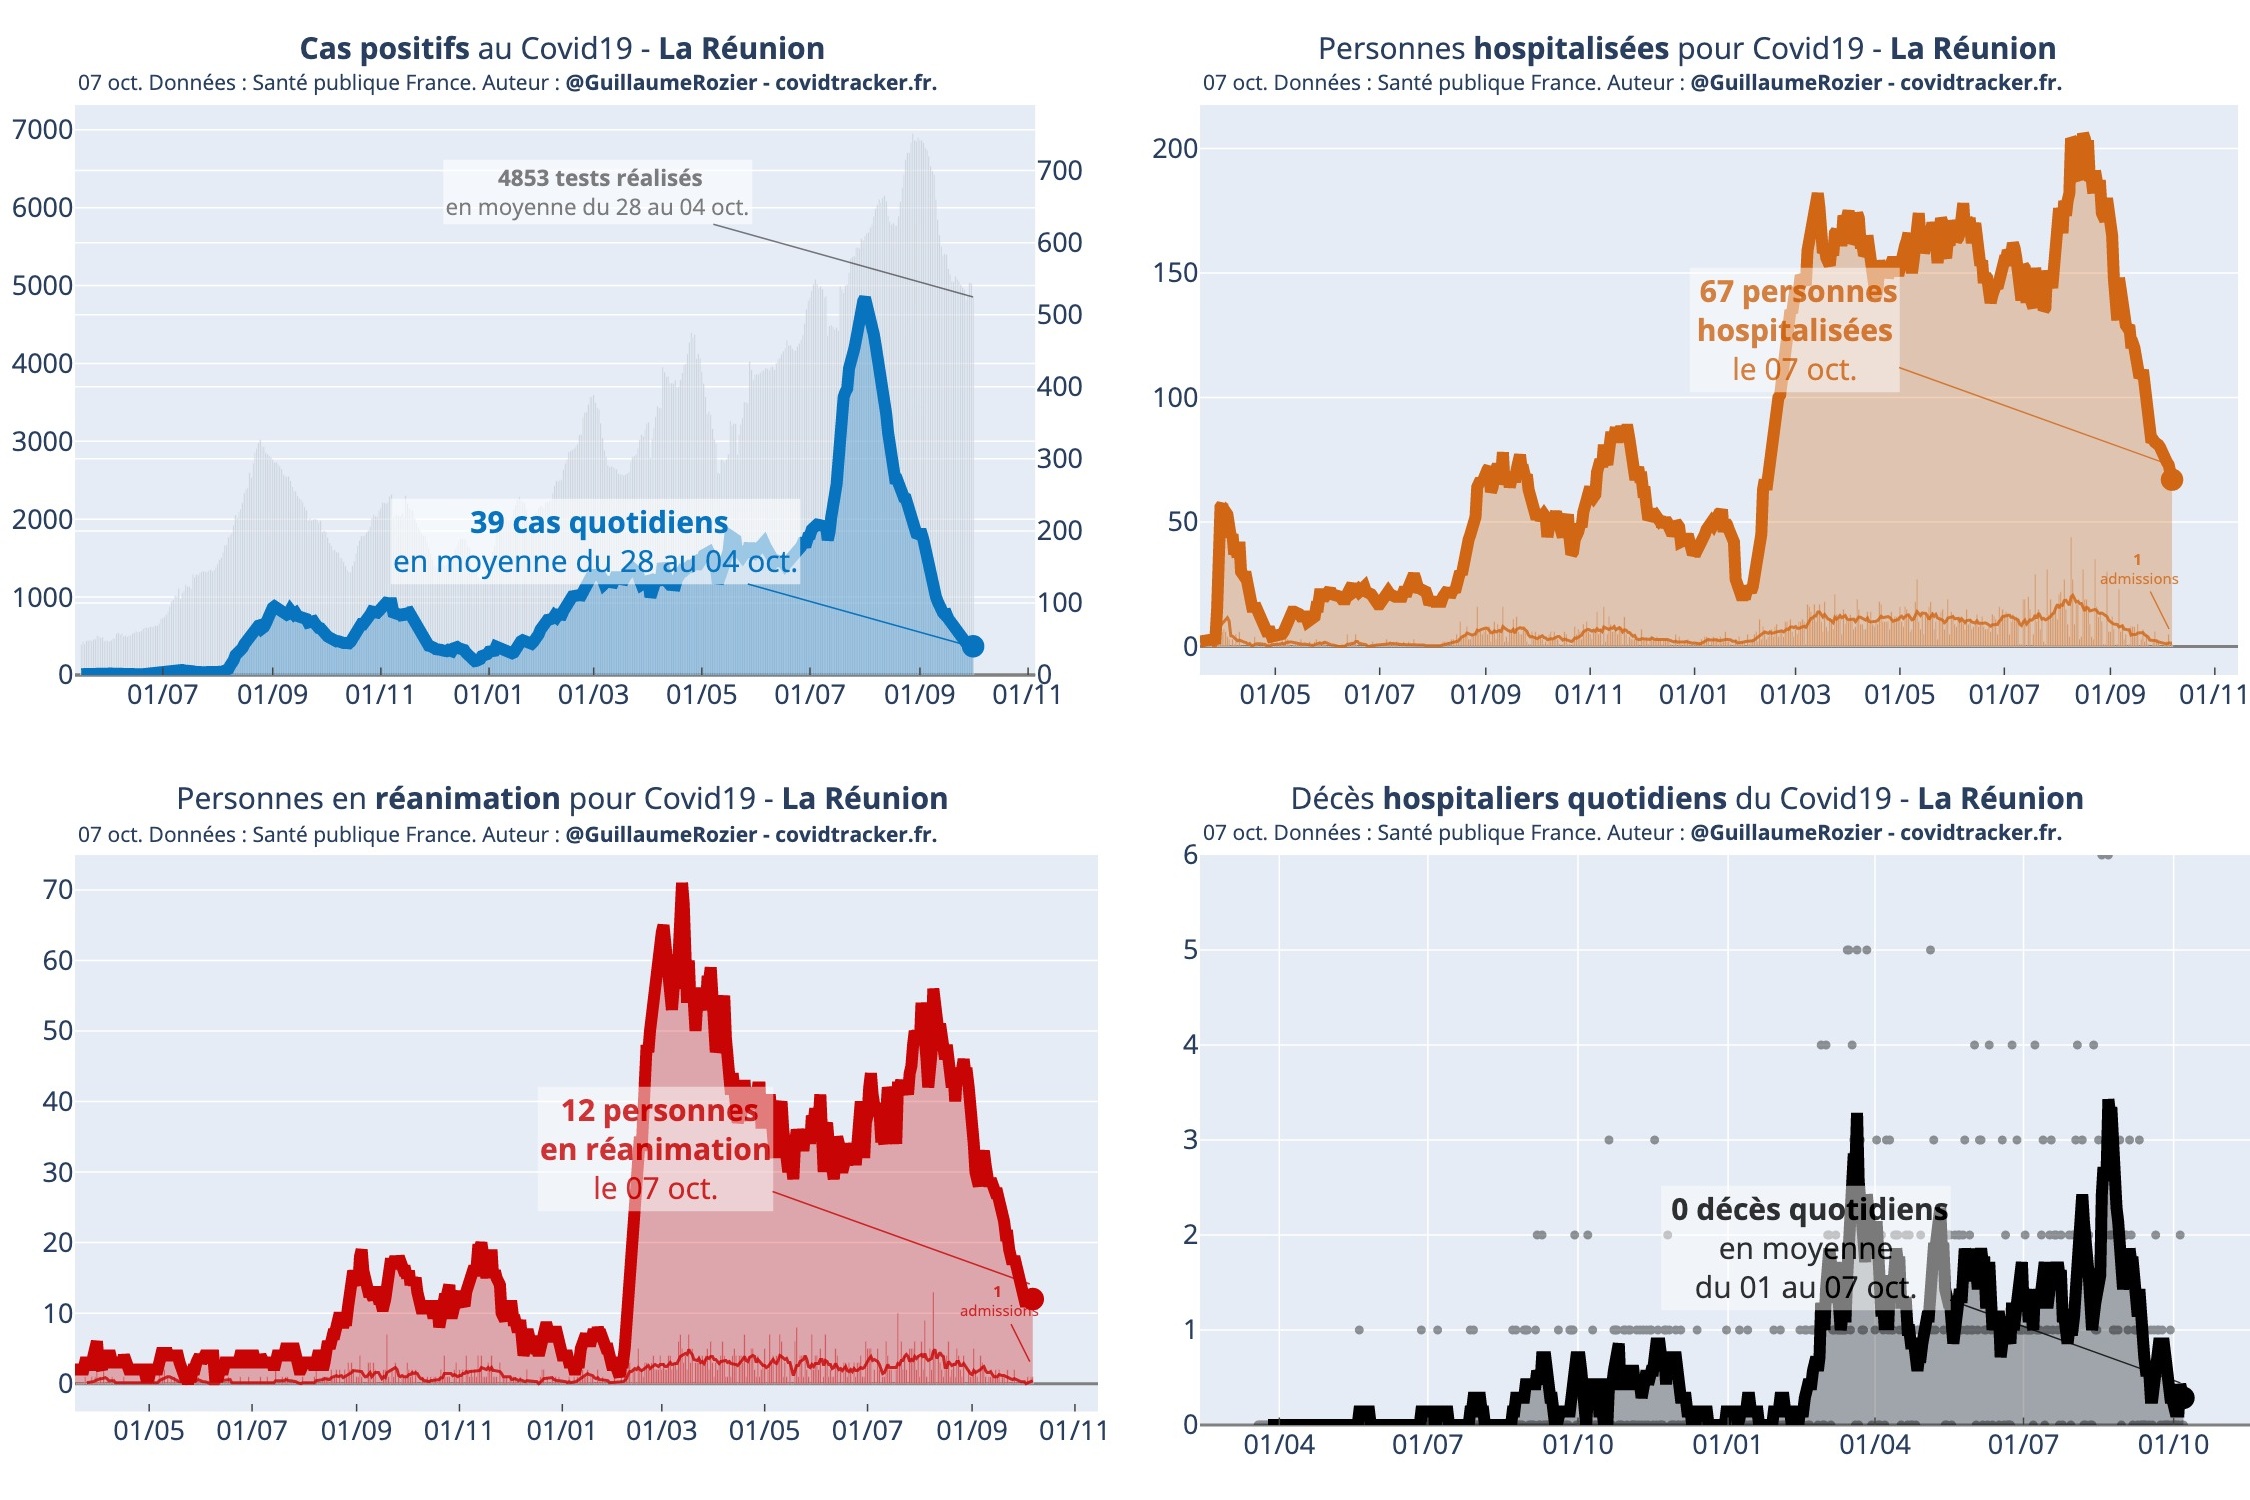 Cas positifs au Covid19 - La Réunion
07 oct. Données : Santé publique France. Auteur : @GuillaumeRozier - covidtracker.fr.
7000
6000
5000
4000
3000
2000
1000
0
700
600
500
400
300
200
100
0
4853 tests réalisés
en moyenne du 28 au 04 oct.
39 cas quotidiens
en moyenne du 28 au 04 oct.
01/07 01/09 01/11 01/01 01/03 01/05 01/07 01/09 01/11
Personnes hospitalisées pour Covid19 - La Réunion
07 oct. Données : Santé publique France. Auteur : @GuillaumeRozier - covidtracker.fr.
200
150
100
50
0
67 personnes
hospitalisées
le 07 oct.
1
admissions
01/05 01/07 01/09 01/11 01/01 01/03 01/05 01/07 01/09 01/11
Personnes en réanimation pour Covid19 - La Réunion
07 oct. Données : Santé publique France. Auteur : @GuillaumeRozier - covidtracker.fr.
70
60
50
40
30
20
10
0
12 personnes
en réanimation
le 07 oct.
1
admissions
01/05 01/07 01/09 01/11 01/01 01/03 01/05 01/07 01/09 01/11
Décès hospitaliers quotidiens du Covid19 - La Réunion
07 oct. Données : Santé publique France. Auteur : @GuillaumeRozier - covidtracker.fr.
6
5
4
3
2
1
0
0 décès quotidiens
en moyenne
du 01 au 07 oct.
01/04 01/07 01/10 01/01 01/04 01/07 01/10